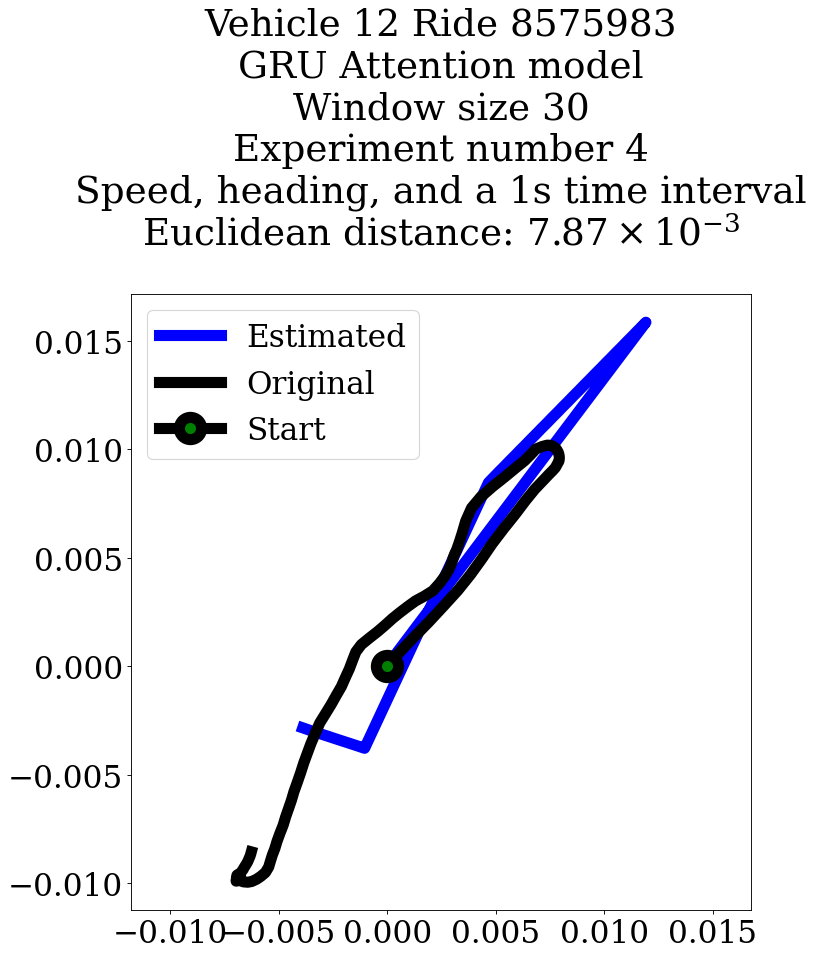 Vehicle 12 Ride 8575983
GRU Attention model
Window size 30
Experiment number 4
Speed, heading, and a 1s time interval
Euclidean distance: 7.87 × 10⁻³
Estimated
Original
Start
0.015
0.010
0.005
0.000
−0.005
−0.010
−0.010 −0.005 0.000 0.005 0.010 0.015